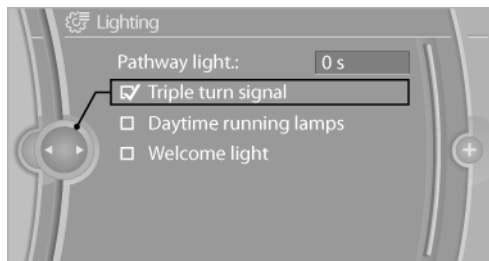 Lighting
Pathway light.: 0 s
Triple turn signal
Daytime running lamps
Welcome light